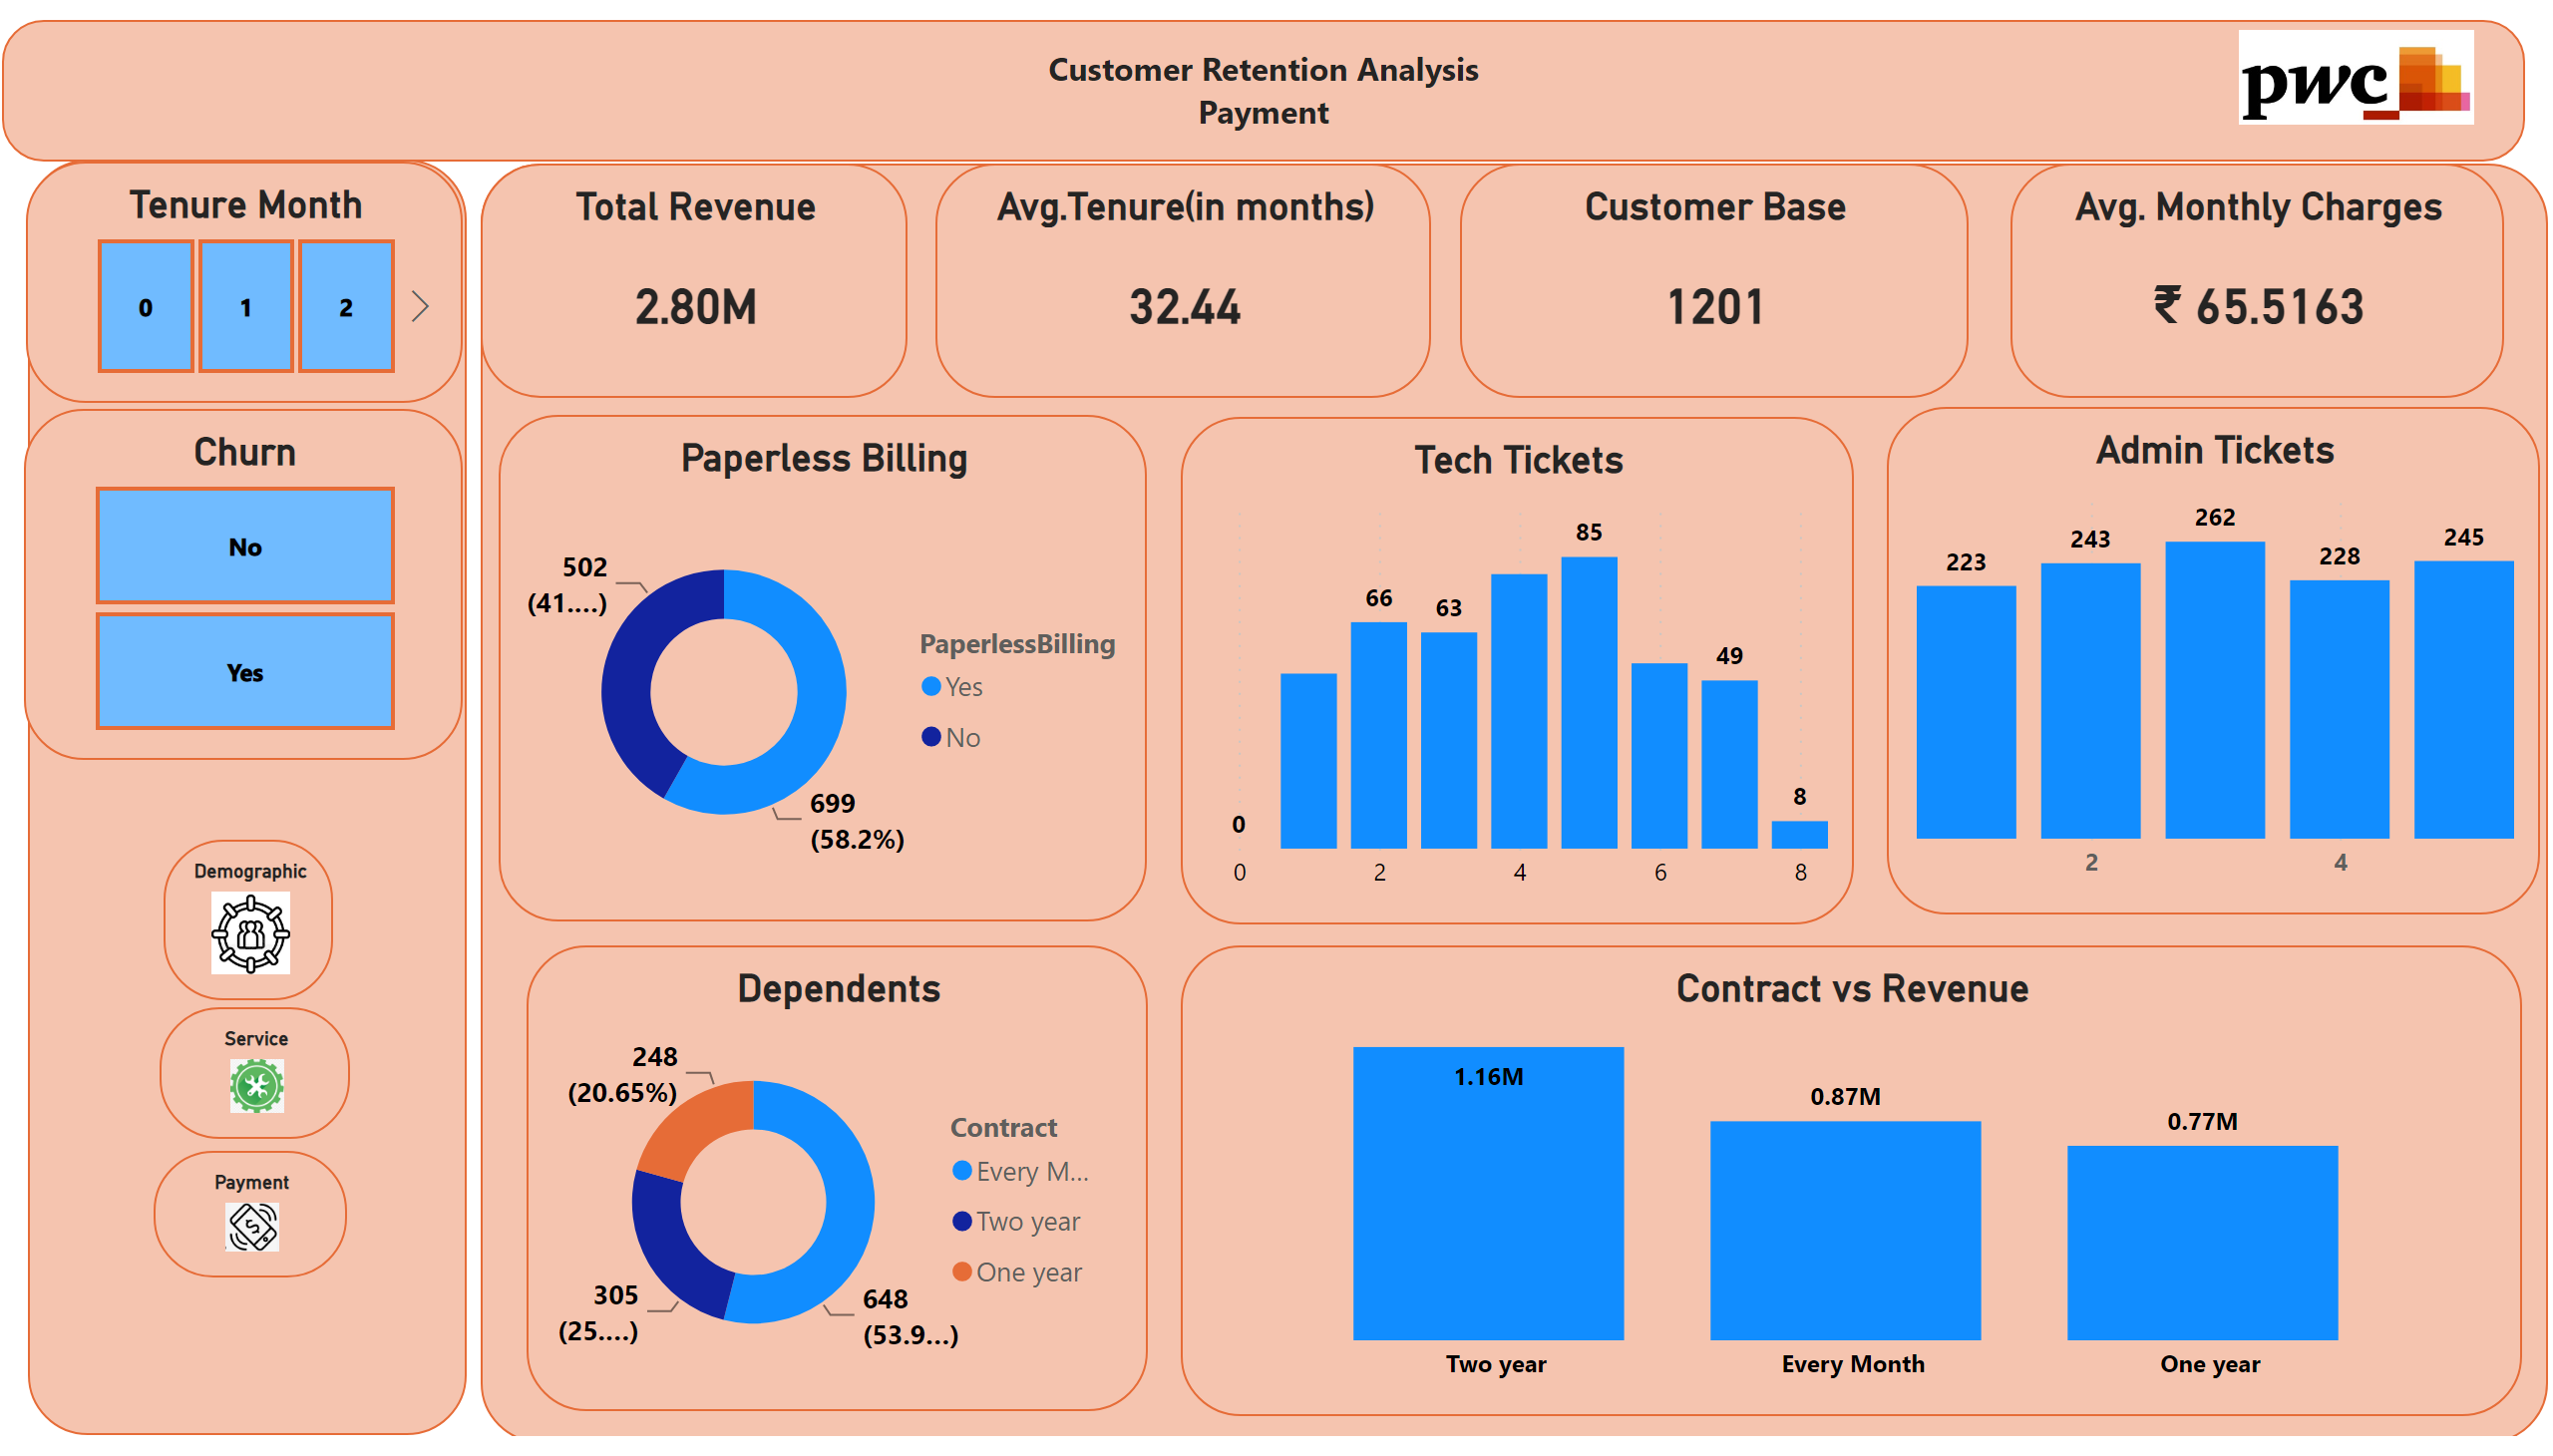 Customer Retention Analysis
Payment
pwc
Tenure Month
0 1 2
Churn
No
Yes
Demographic
Service
Payment
Total Revenue
2.80M
Avg.Tenure(in months)
32.44
Customer Base
1201
Avg. Monthly Charges
₹ 65.5163
Paperless Billing
502
(41....)
699
(58.2%)
PaperlessBilling
Yes
No
Tech Tickets
0
66
63
85
49
8
0 2 4 6 8
Admin Tickets
223
243
262
228
245
2 4
Dependents
248
(20.65%)
305
(25....)
648
(53.9...)
Contract
Every M...
Two year
One year
Contract vs Revenue
1.16M
0.87M
0.77M
Two year Every Month One year